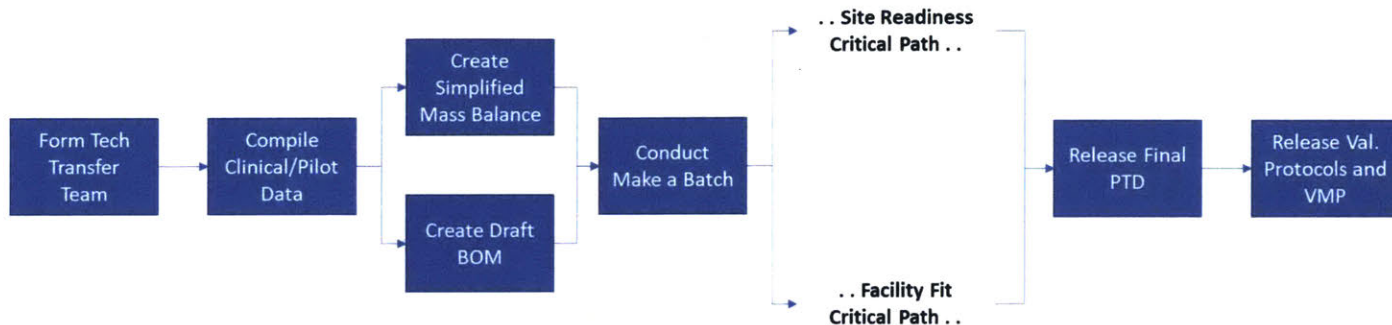 Form Tech
Transfer
Team
Compile
Clinical/Pilot
Data
Create
Simplified
Mass Balance
Create Draft
BOM
Conduct
Make a Batch
. . Site Readiness
Critical Path . .
. . Facility Fit
Critical Path . .
Release Final
PTD
Release Val.
Protocols and
VMP